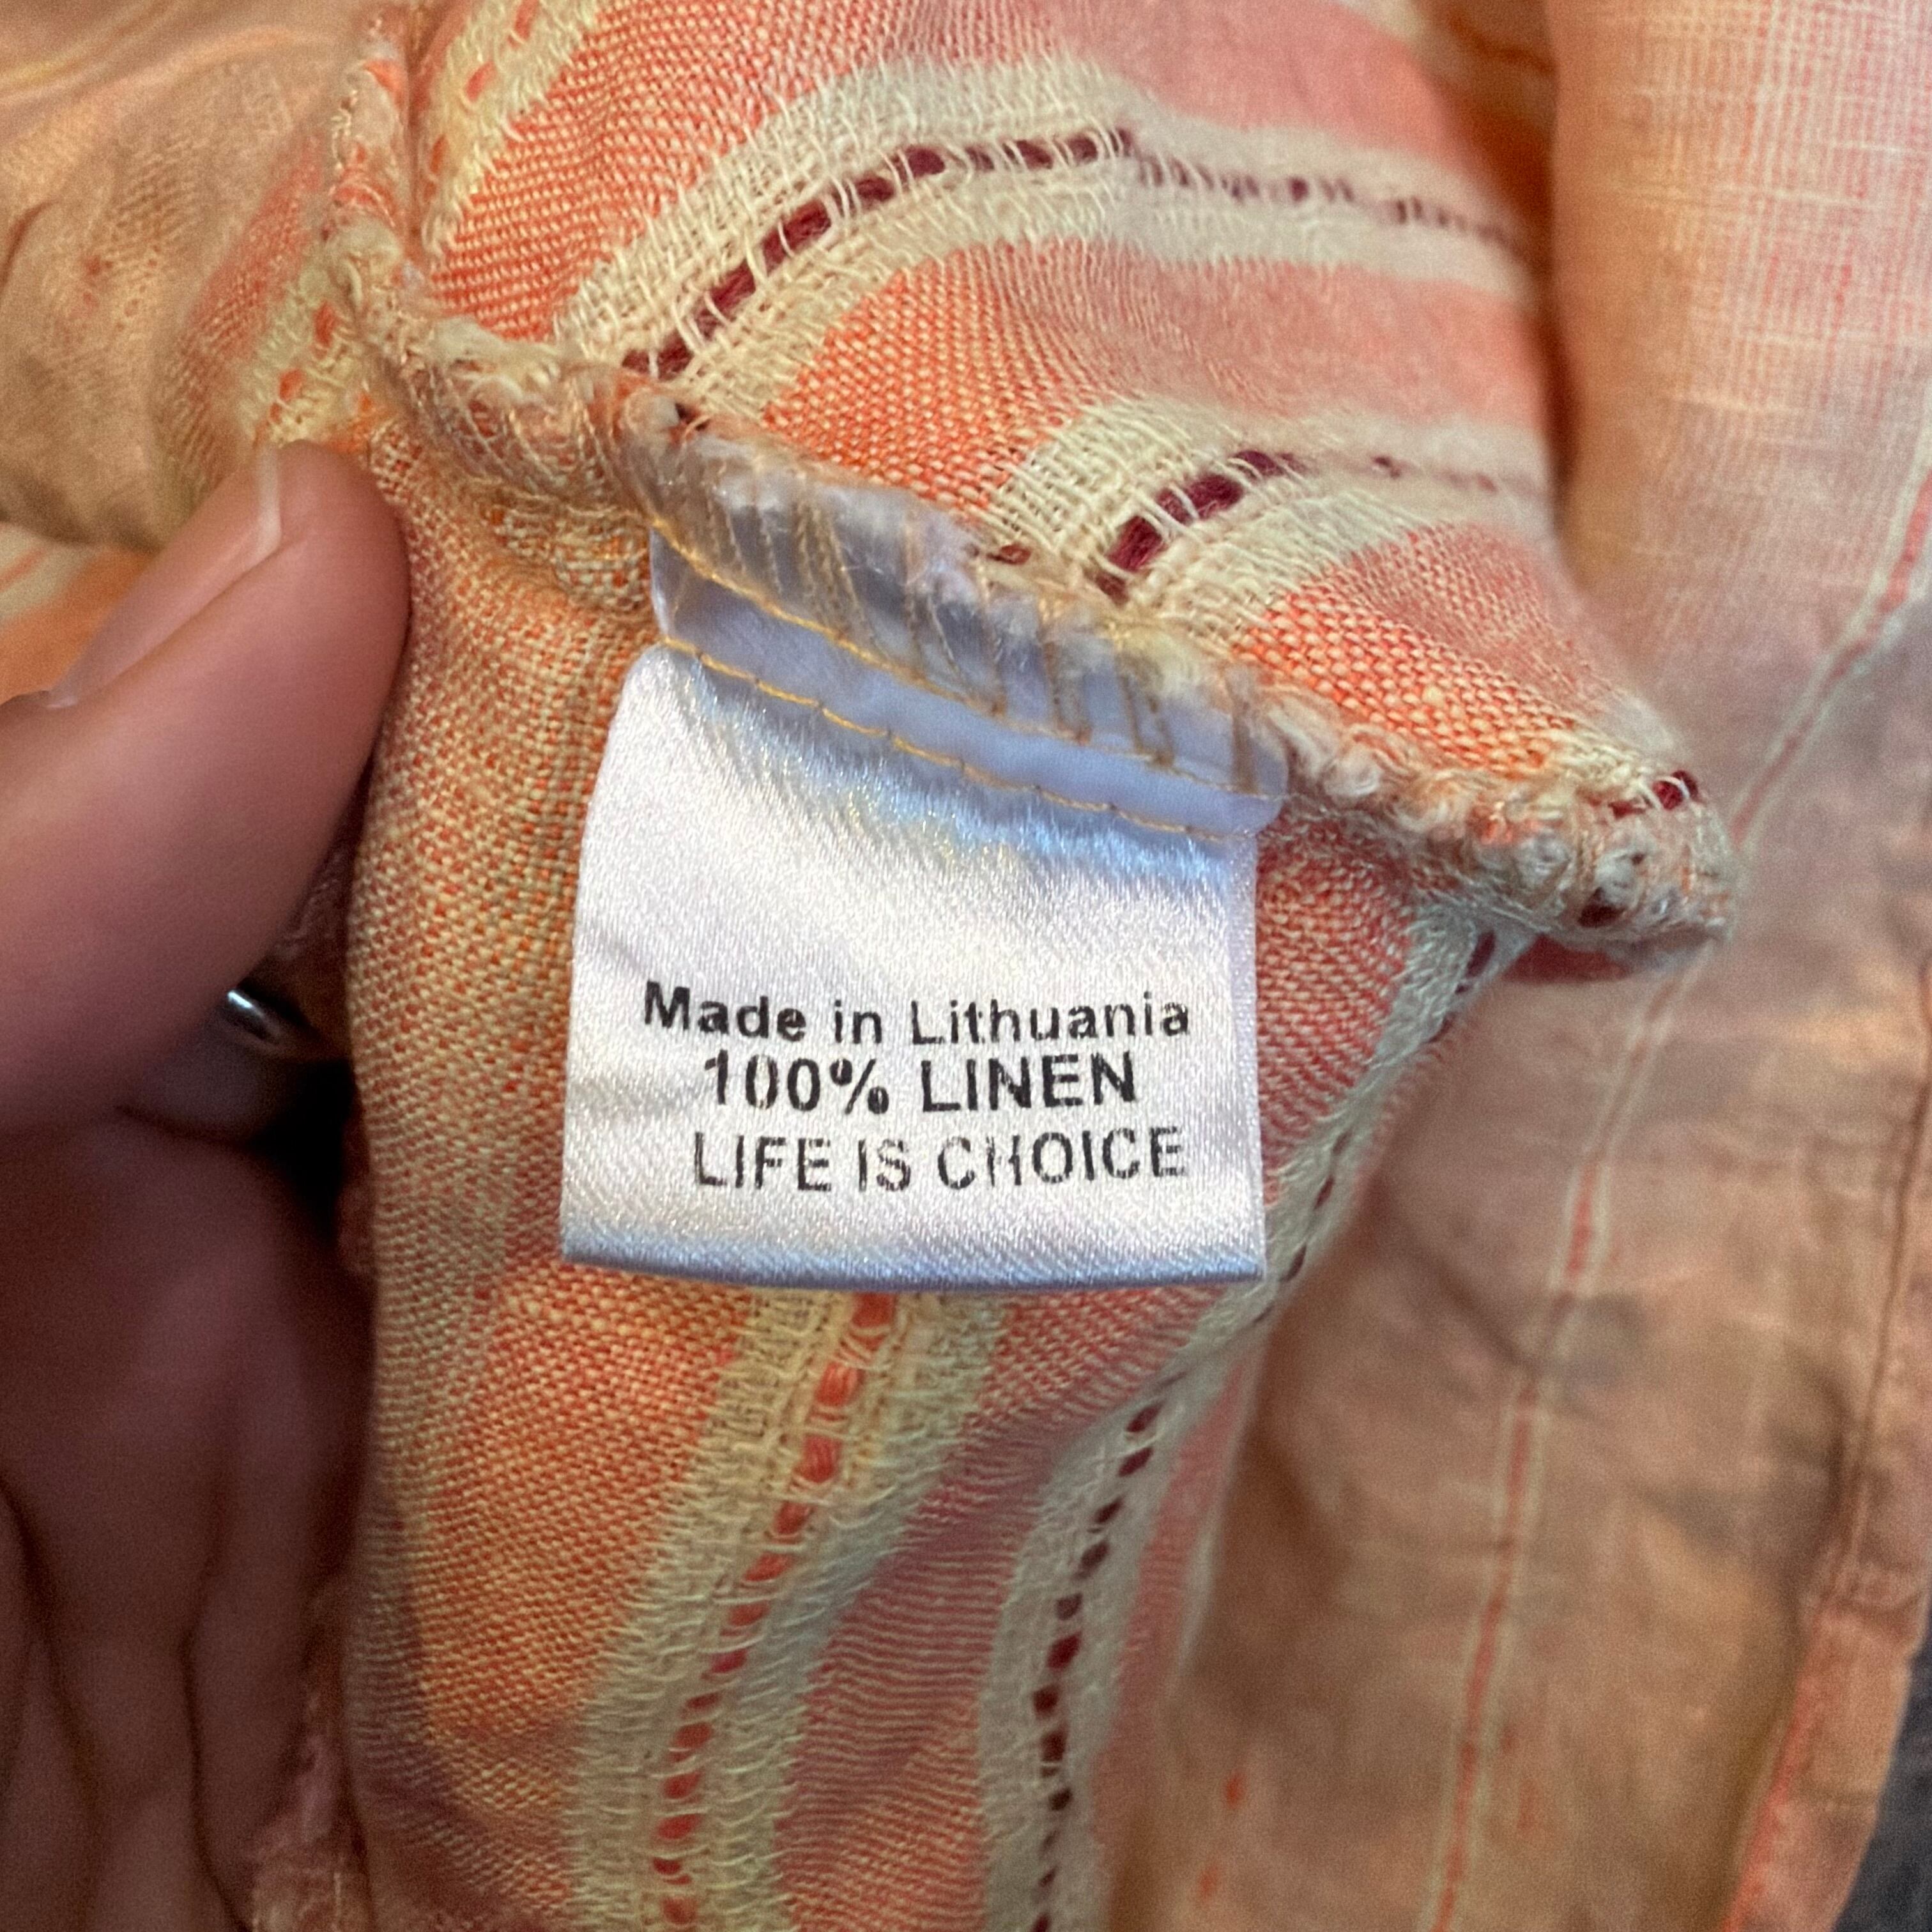 Made in Lithuania
100% LINEN
LIFE IS CHOICE